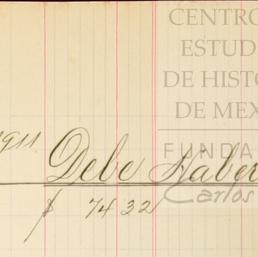 CENTRO
ESTUD
DE HISTO
DE MEX
FUNDA
Carlos
1911. Debe Haber
$ 74 32